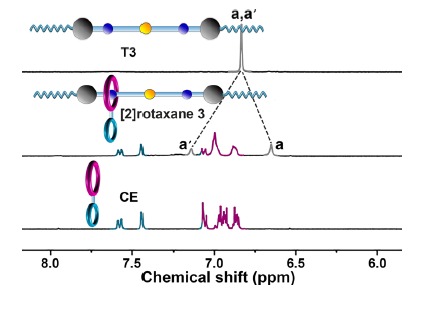 a,a′
T3
[2]rotaxane 3
a′ a
CE
8.0 7.5 7.0 6.5 6.0
Chemical shift (ppm)